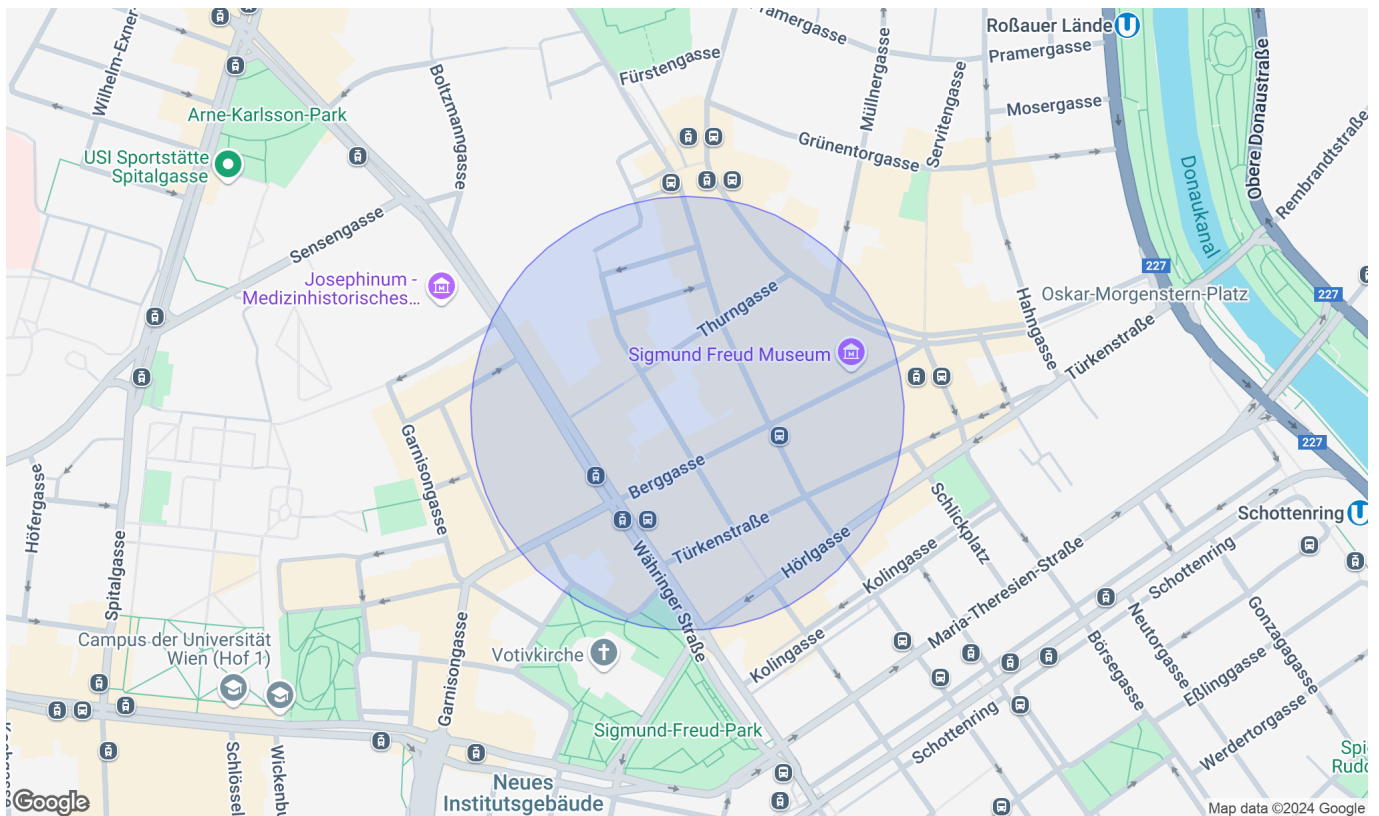 Wilhelm-Exner-
Pramergasse
Roßauer Lände
Pramergasse
Fürstengasse
Boltzmanngasse
Müllnergasse
Servitengasse
Mosergasse
Obere Donaustraße
Arne-Karlsson-Park
Grünentorgasse
Rembrandtstraße
USI Sportstätte
Spitalgasse
Donaukanal
Sensengasse
227
Josephinum -
Medizinhistorisches...
Thurngasse
Hahngasse
Oskar-Morgenstern-Platz
227
Sigmund Freud Museum
Türkenstraße
Garnisongasse
227
Berggasse
Höfergasse
Schlickplatz
Schottenring
Türkenstraße
Hörlgasse
Kolingasse
Spitalgasse
Währinger Straße
Maria-Theresien-Straße
Schottenring
Campus der Universität
Wien (Hof 1)
Votivkirche
Garnisongasse
Kolingasse
Neutorgasse
Börsegasse
Gonzagagasse
Eßlinggasse
Sigmund-Freud-Park
Schottenring
Werdertorgasse
Schlössel
Wickenbu
Spi
Rudo
Neues
Institutsgebäude
Google
Map data ©2024 Google